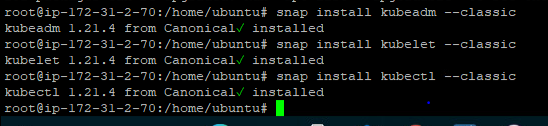 root@ip-172-31-2-70:/home/ubuntu# snap install kubeadm --classic
kubeadm 1.21.4 from Canonical✓ installed
root@ip-172-31-2-70:/home/ubuntu# snap install kubelet --classic
kubelet 1.21.4 from Canonical✓ installed
root@ip-172-31-2-70:/home/ubuntu# snap install kubectl --classic
kubectl 1.21.4 from Canonical✓ installed
root@ip-172-31-2-70:/home/ubuntu#